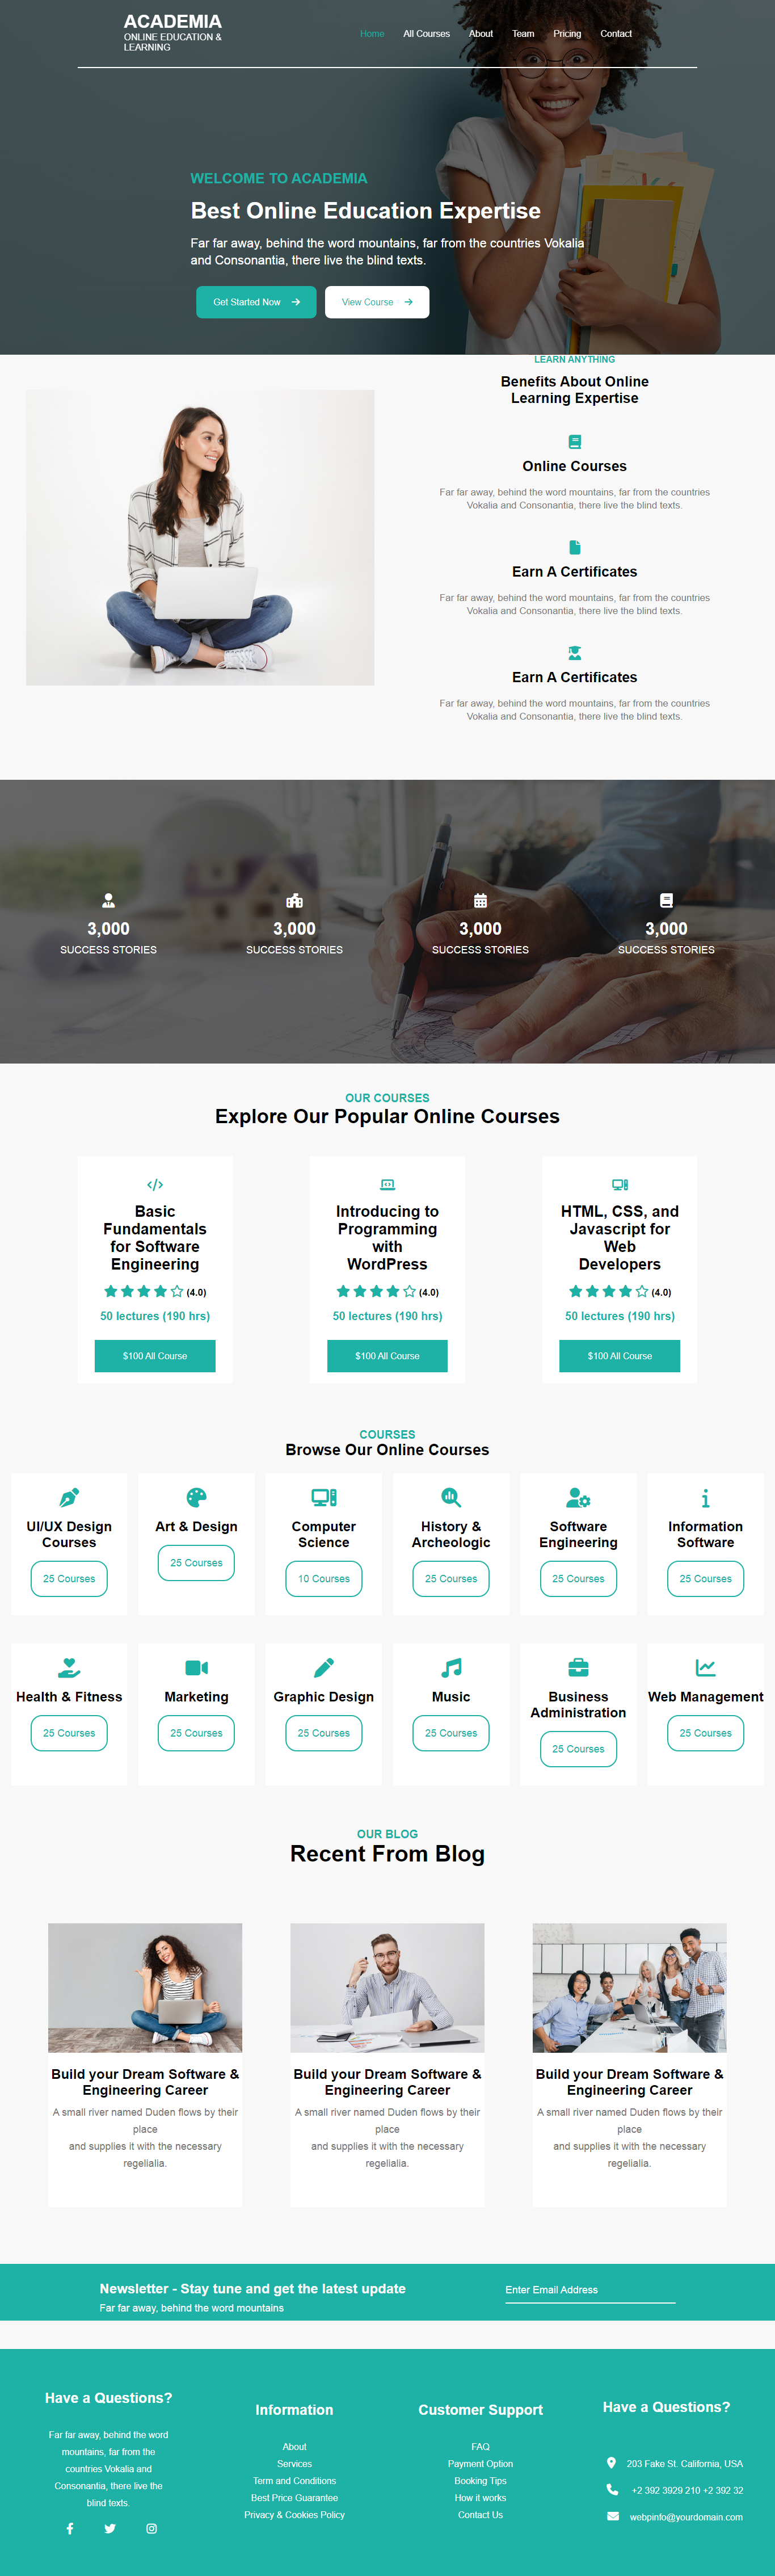 ACADEMIA
ONLINE EDUCATION &
LEARNING
Home
All Courses
About
Team
Pricing
Contact
WELCOME TO ACADEMIA
Best Online Education Expertise
Far far away, behind the word mountains, far from the countries Vokalia
and Consonantia, there live the blind texts.
Get Started Now
View Course
LEARN ANYTHING
Benefits About Online
Learning Expertise
Online Courses
Far far away, behind the word mountains, far from the countries
Vokalia and Consonantia, there live the blind texts.
Earn A Certificates
Far far away, behind the word mountains, far from the countries
Vokalia and Consonantia, there live the blind texts.
Earn A Certificates
Far far away, behind the word mountains, far from the countries
Vokalia and Consonantia, there live the blind texts.
3,000
SUCCESS STORIES
3,000
SUCCESS STORIES
3,000
SUCCESS STORIES
3,000
SUCCESS STORIES
OUR COURSES
Explore Our Popular Online Courses
Basic
Fundamentals
for Software
Engineering
(4.0)
50 lectures (190 hrs)
$100 All Course
Introducing to
Programming
with
WordPress
(4.0)
50 lectures (190 hrs)
$100 All Course
HTML, CSS, and
Javascript for
Web
Developers
(4.0)
50 lectures (190 hrs)
$100 All Course
COURSES
Browse Our Online Courses
UI/UX Design
Courses
25 Courses
Art & Design
25 Courses
Computer
Science
10 Courses
History &
Archeologic
25 Courses
Software
Engineering
25 Courses
Information
Software
25 Courses
Health & Fitness
25 Courses
Marketing
25 Courses
Graphic Design
25 Courses
Music
25 Courses
Business
Administration
25 Courses
Web Management
25 Courses
OUR BLOG
Recent From Blog
Build your Dream Software &
Engineering Career
A small river named Duden flows by their
place
and supplies it with the necessary
regelialia.
Build your Dream Software &
Engineering Career
A small river named Duden flows by their
place
and supplies it with the necessary
regelialia.
Build your Dream Software &
Engineering Career
A small river named Duden flows by their
place
and supplies it with the necessary
regelialia.
Newsletter - Stay tune and get the latest update
Far far away, behind the word mountains
Enter Email Address
Have a Questions?
Far far away, behind the word
mountains, far from the
countries Vokalia and
Consonantia, there live the
blind texts.
Information
About
Services
Term and Conditions
Best Price Guarantee
Privacy & Cookies Policy
Customer Support
FAQ
Payment Option
Booking Tips
How it works
Contact Us
Have a Questions?
203 Fake St. California, USA
+2 392 3929 210 +2 392 32
webpinfo@yourdomain.com